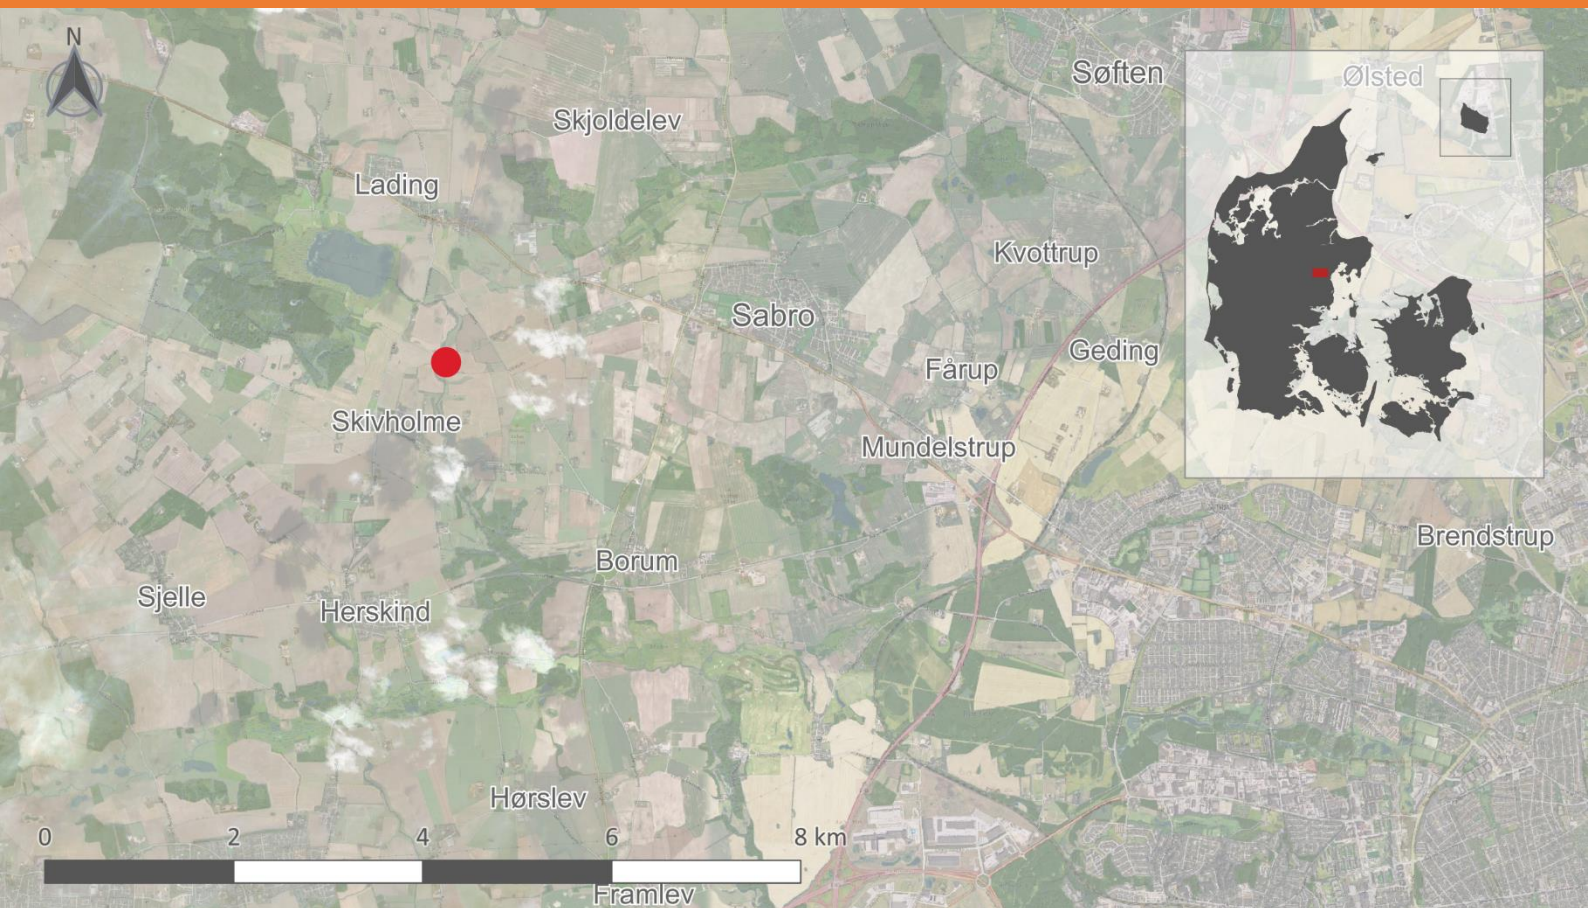 N
Søften
Ølsted
Skjoldelev
Lading
Kvottrup
Sabro
Geding
Fårup
Skivholme
Mundelstrup
Brendstrup
Borum
Sjelle
Herskind
Hørslev
0 2 4 6 8 km
Framlev